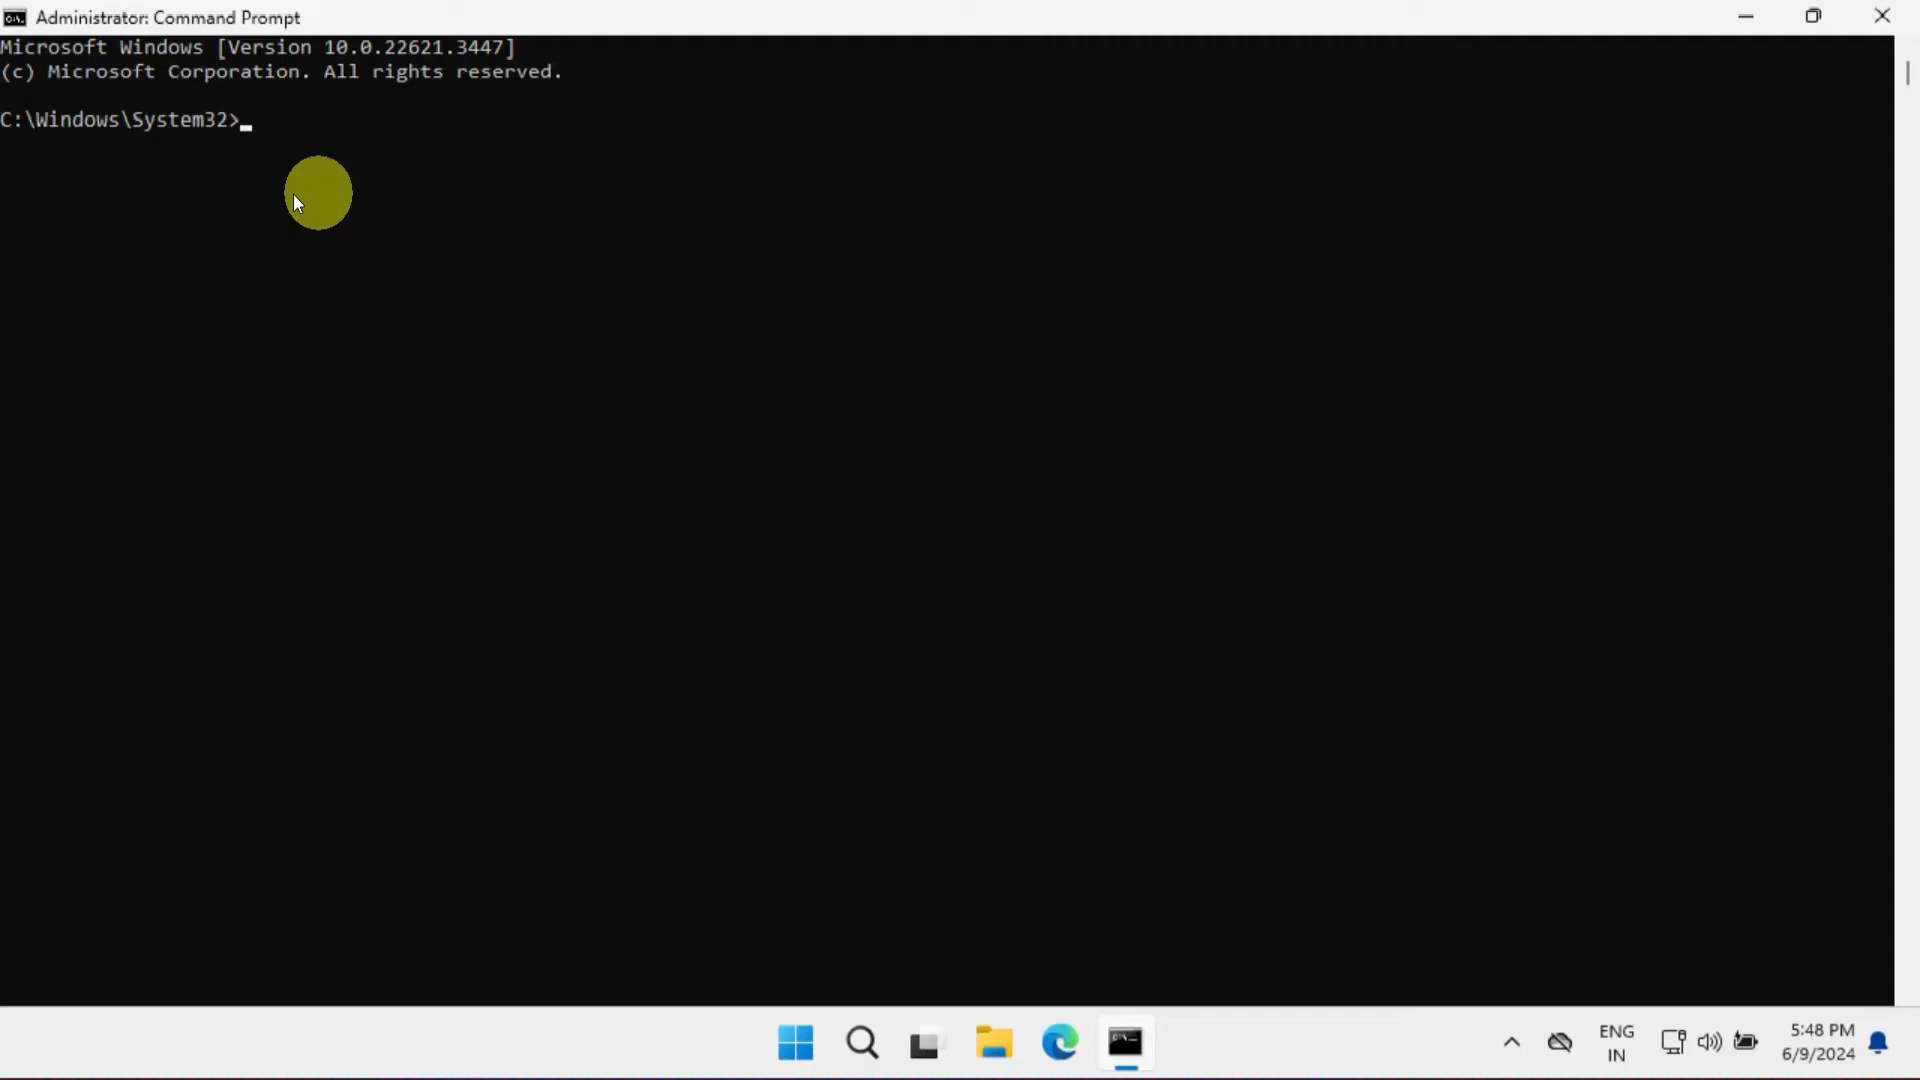 Administrator: Command Prompt
Microsoft Windows [Version 10.0.22621.3447]
(c) Microsoft Corporation. All rights reserved.
C:\Windows\System32>
ENG
IN
5:48 PM
6/9/2024